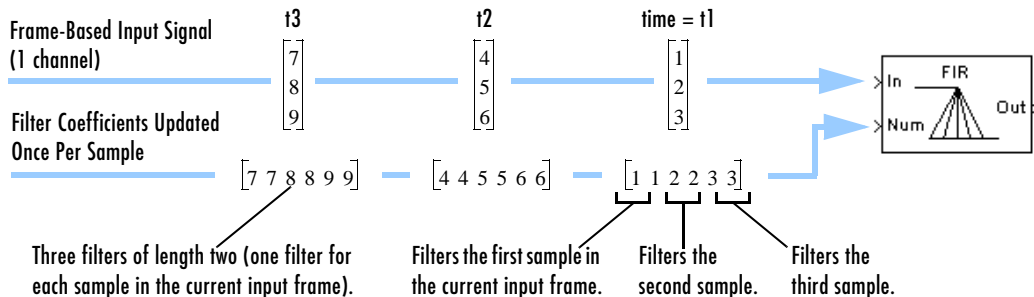 t3 t2 time = t1
Frame-Based Input Signal
(1 channel)
7 4 1
8 5 2
9 6 3
In FIR
Out
Num
Filter Coefficients Updated
Once Per Sample
[7 7 8 8 9 9] [4 4 5 5 6 6] [1 1 2 2 3 3]
Three filters of length two (one filter for
each sample in the current input frame).
Filters the first sample in
the current input frame.
Filters the
second sample.
Filters the
third sample.